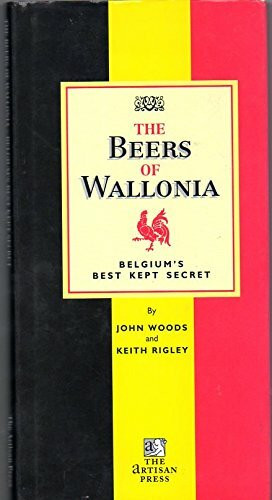 THE
BEERS
OF
WALLONIA
BELGIUM'S
BEST KEPT SECRET
By
JOHN WOODS
and
KEITH RIGLEY
THE
ARTISAN
PRESS